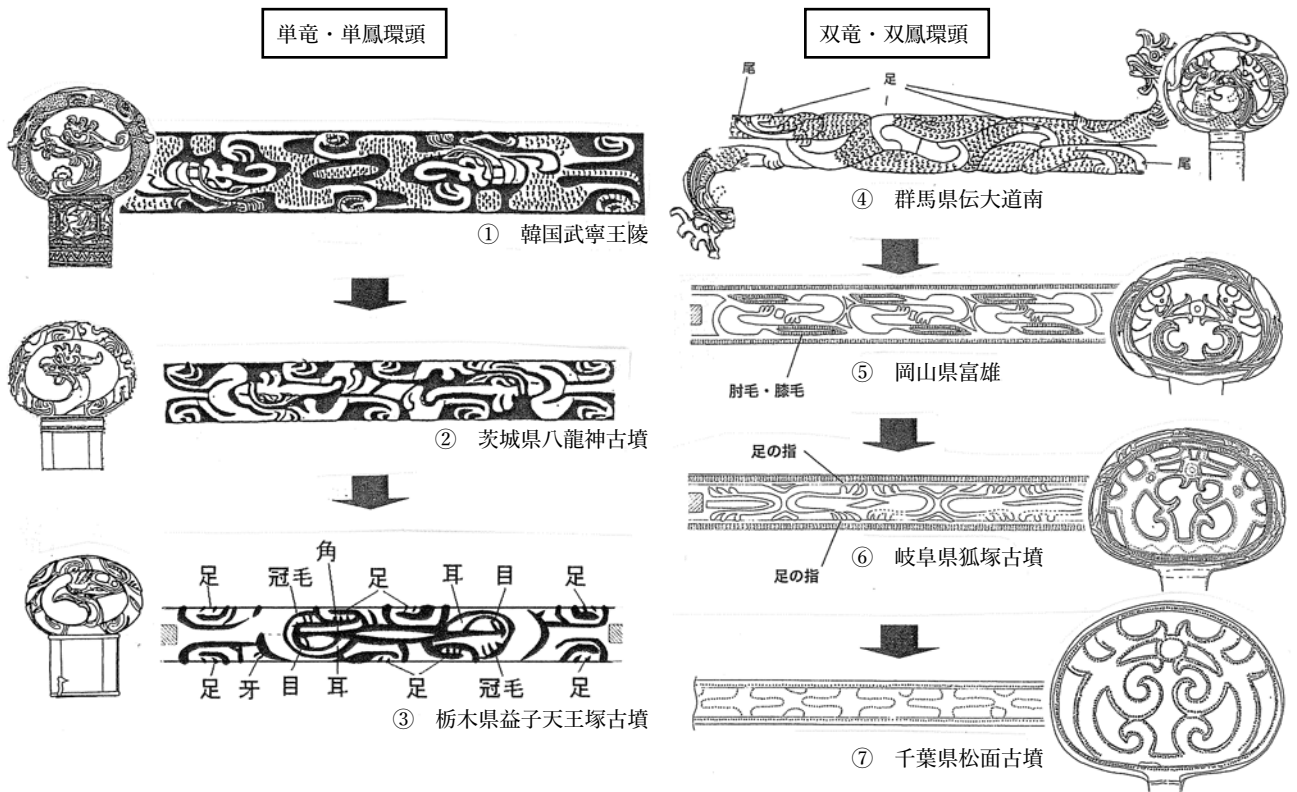 単竜・単鳳環頭
① 韓国武寧王陵
② 茨城県八龍神古墳
角
足 冠毛 足 耳 目 足
足 牙 目 耳 足 冠毛 足
③ 栃木県益子天王塚古墳
双竜・双鳳環頭
尾 足
尾
④ 群馬県伝大道南
肘毛・膝毛
⑤ 岡山県富雄
足の指
足の指
⑥ 岐阜県狐塚古墳
⑦ 千葉県松面古墳